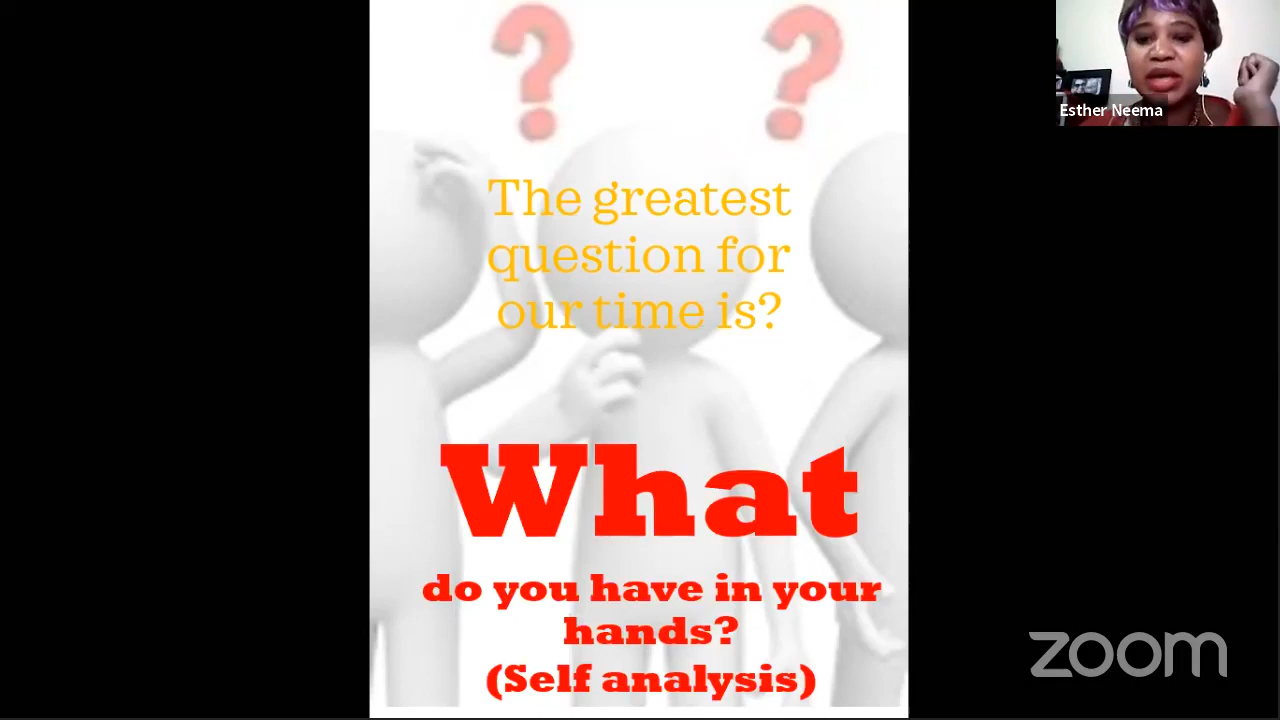 ? ?
Esther Neema
The greatest
question for
our time is?
What
do you have in your
hands?
(Self analysis)
zoom